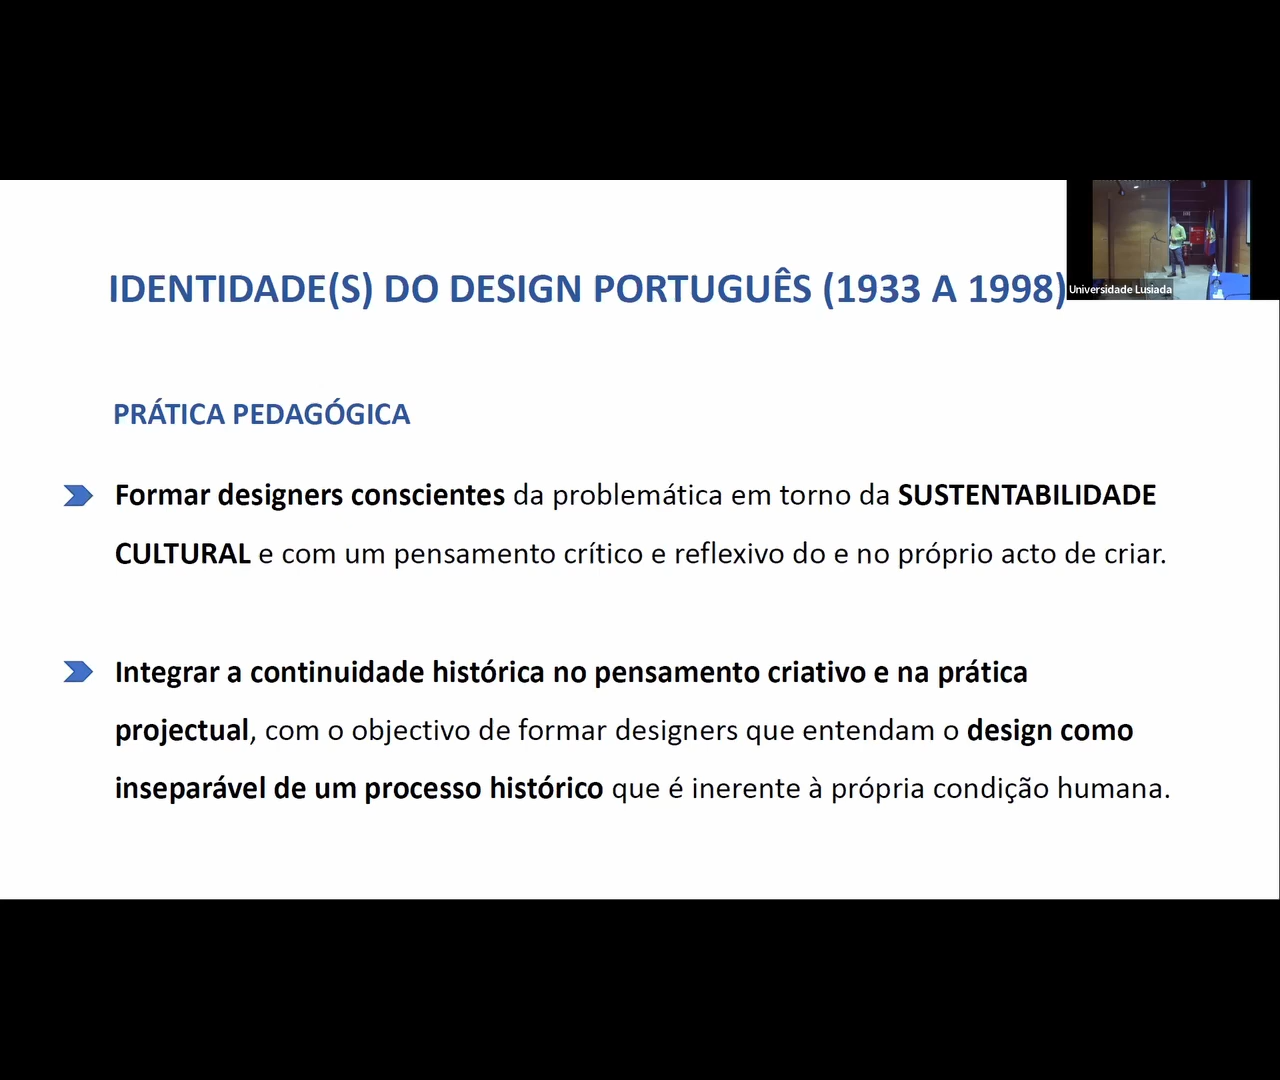 IDENTIDADE(S) DO DESIGN PORTUGUÊS (1933 A 1998)
Universidade Lusiada
PRÁTICA PEDAGÓGICA
Formar designers conscientes da problemática em torno da SUSTENTABILIDADE
CULTURAL e com um pensamento crítico e reflexivo do e no próprio acto de criar.
Integrar a continuidade histórica no pensamento criativo e na prática
projectual, com o objectivo de formar designers que entendam o design como
inseparável de um processo histórico que é inerente à própria condição humana.